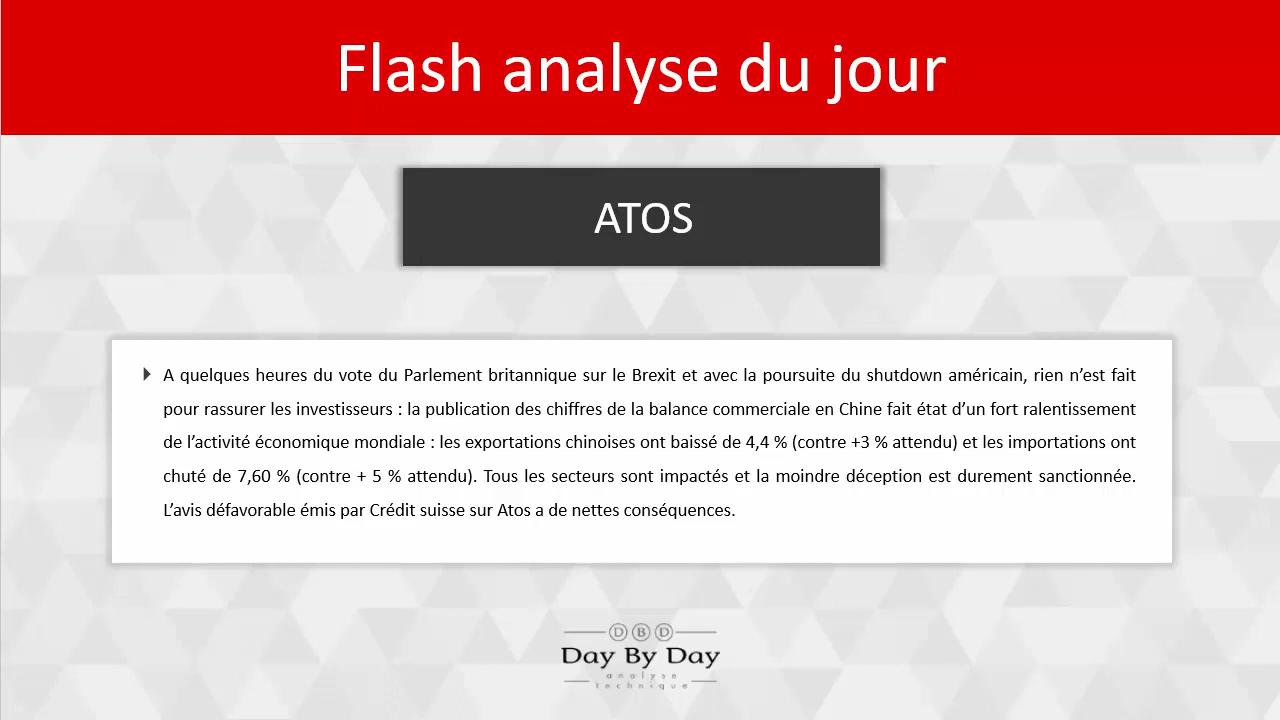 Flash analyse du jour
ATOS
A quelques heures du vote du Parlement britannique sur le Brexit et avec la poursuite du shutdown américain, rien n’est fait
pour rassurer les investisseurs : la publication des chiffres de la balance commerciale en Chine fait état d’un fort ralentissement
de l’activité économique mondiale : les exportations chinoises ont baissé de 4,4 % (contre +3 % attendu) et les importations ont
chuté de 7,60 % (contre + 5 % attendu). Tous les secteurs sont impactés et la moindre déception est durement sanctionnée.
L’avis défavorable émis par Crédit suisse sur Atos a de nettes conséquences.
D B D
Day By Day
analyse
technique